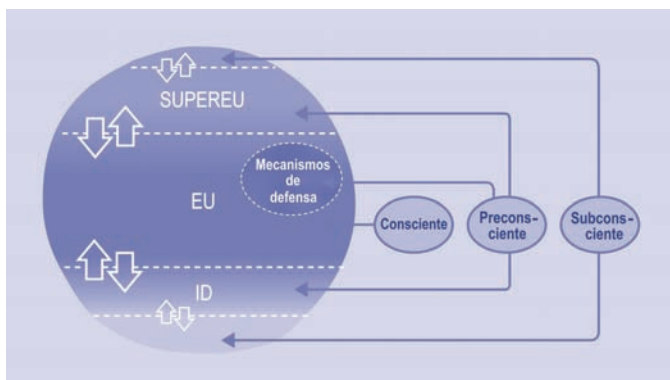 SUPEREU
Mecanismos
de
defensa
EU
Consciente
Precons-
ciente
Subcons-
ciente
ID